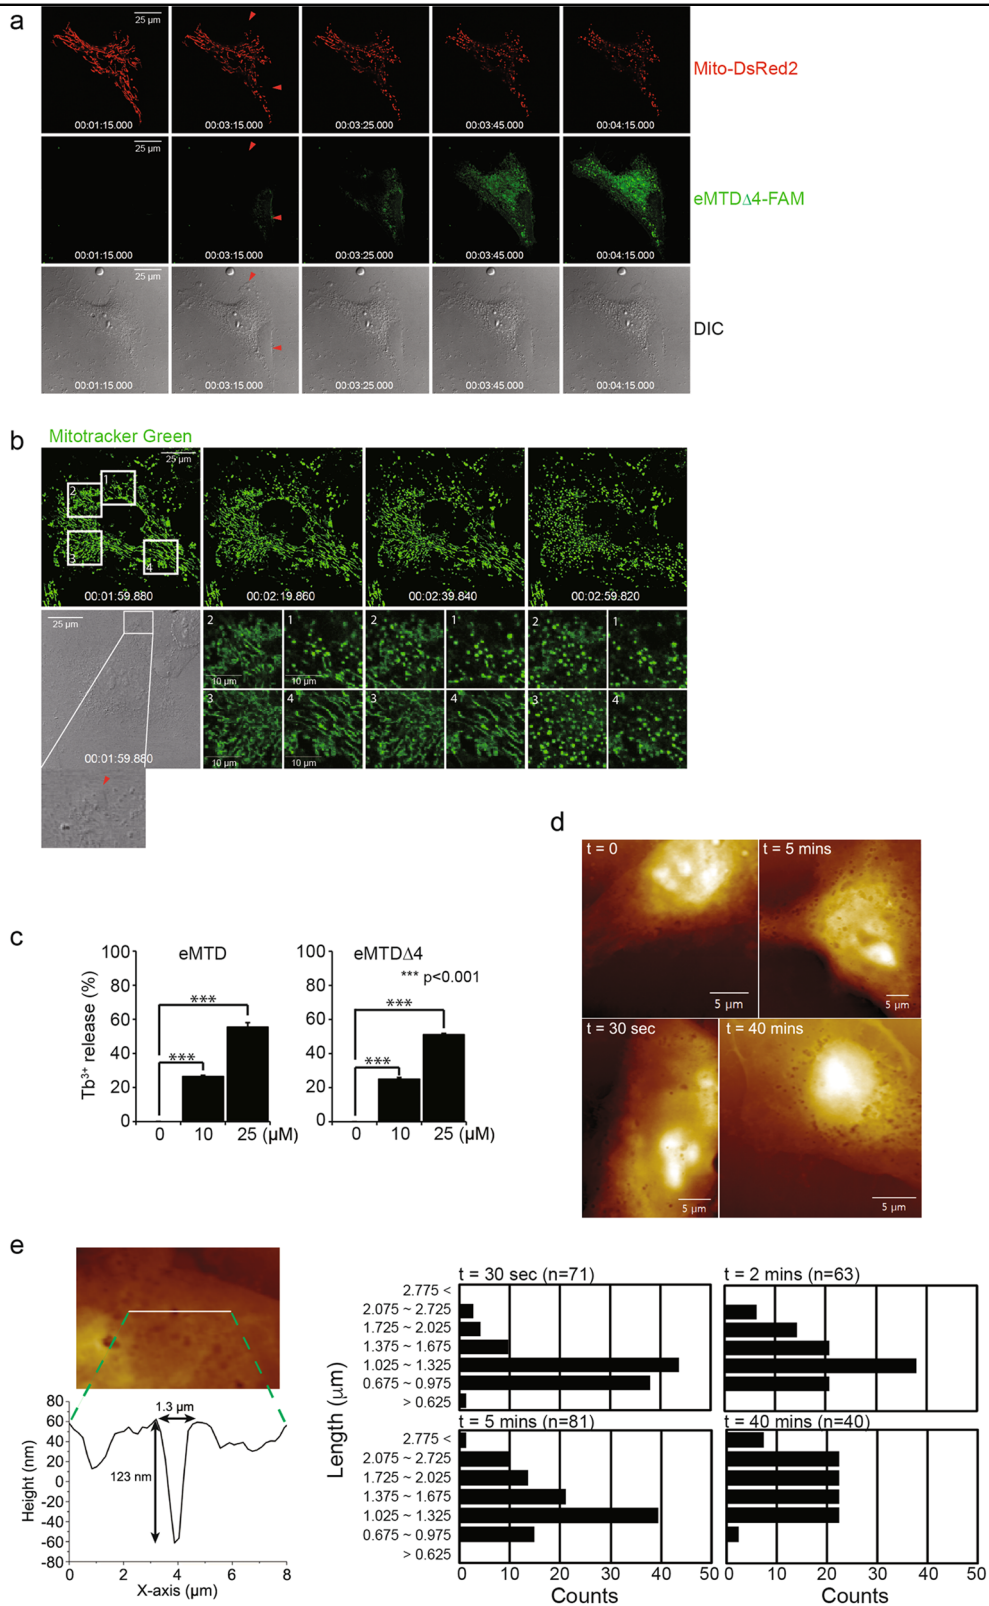 a
25 µm
00:01:15.000
00:03:15.000
00:03:25.000
00:03:45.000
00:04:15.000
Mito-DsRed2
25 µm
00:01:15.000
00:03:15.000
00:03:25.000
00:03:45.000
00:04:15.000
eMTDΔ4-FAM
25 µm
00:01:15.000
00:03:15.000
00:03:25.000
00:03:45.000
00:04:15.000
DIC
b
Mitotracker Green
25 µm
1
2
3
4
00:01:59.880
00:02:19.860
00:02:39.840
00:02:59.820
25 µm
00:01:59.880
2 1 2 1 2 1
10 µm 10 µm
3 4 3 4 3 4
10 µm 10 µm
c
eMTD
Tb3+ release (%)
100
80
60
40
20
0
***
***
0 10 25 (µM)
eMTDΔ4
*** p<0.001
100
80
60
40
20
0
***
***
0 10 25 (µM)
d
t = 0
5 µm
t = 5 mins
5 µm
t = 30 sec
5 µm
t = 40 mins
5 µm
e
1.3 µm
123 nm
Height (nm)
80
60
40
20
0
-20
-40
-60
-80
0 2 4 6 8
X-axis (µm)
Length (µm)
t = 30 sec (n=71)
2.775 <
2.075 ~ 2.725
1.725 ~ 2.025
1.375 ~ 1.675
1.025 ~ 1.325
0.675 ~ 0.975
> 0.625
t = 2 mins (n=63)
t = 5 mins (n=81)
2.775 <
2.075 ~ 2.725
1.725 ~ 2.025
1.375 ~ 1.675
1.025 ~ 1.325
0.675 ~ 0.975
> 0.625
0 10 20 30 40 50
Counts
t = 40 mins (n=40)
0 10 20 30 40 50
Counts